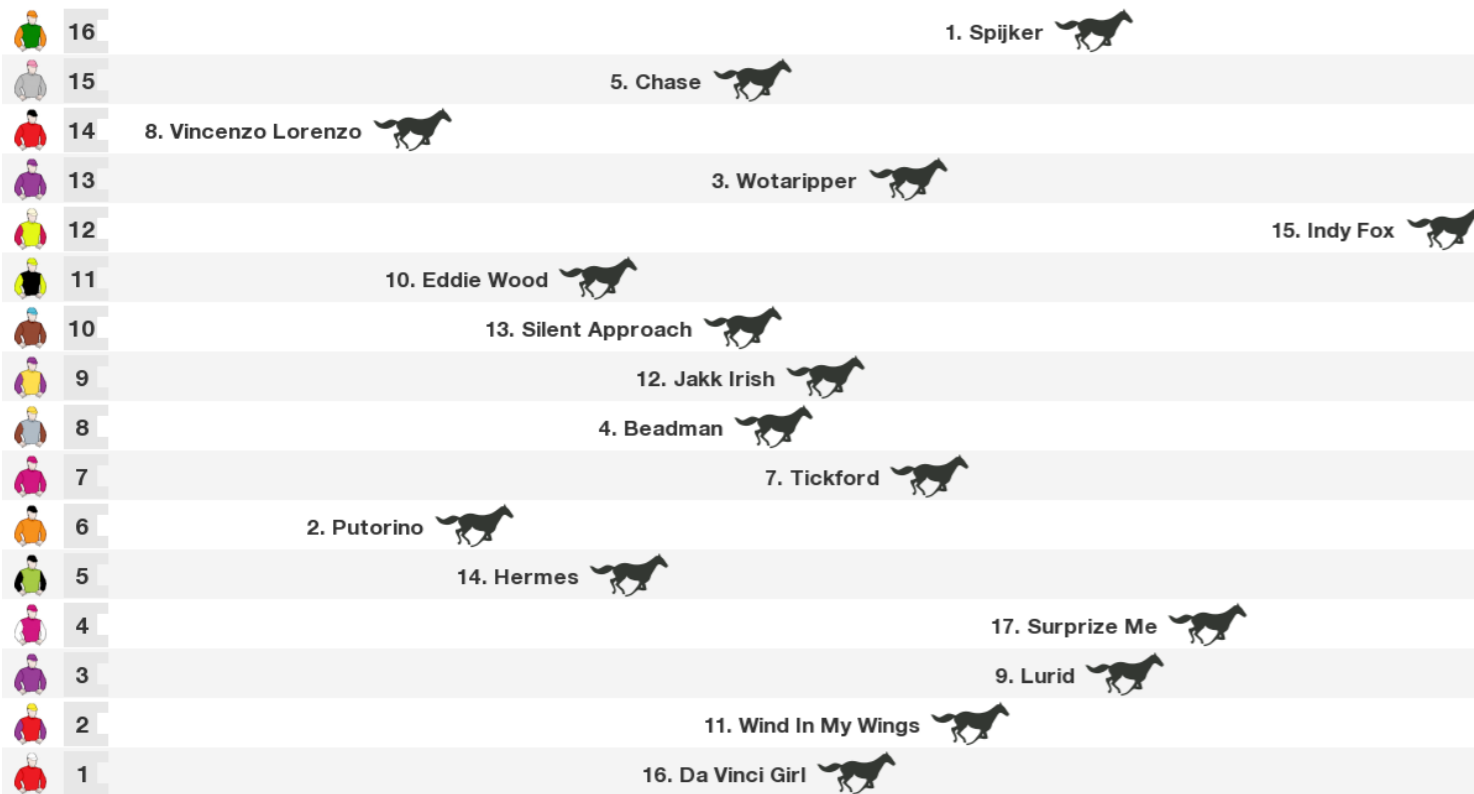 16 1. Spijker
15 5. Chase
14 8. Vincenzo Lorenzo
13 3. Wotaripper
12 15. Indy Fox
11 10. Eddie Wood
10 13. Silent Approach
9 12. Jakk Irish
8 4. Beadman
7 7. Tickford
6 2. Putorino
5 14. Hermes
4 17. Surprize Me
3 9. Lurid
2 11. Wind In My Wings
1 16. Da Vinci Girl